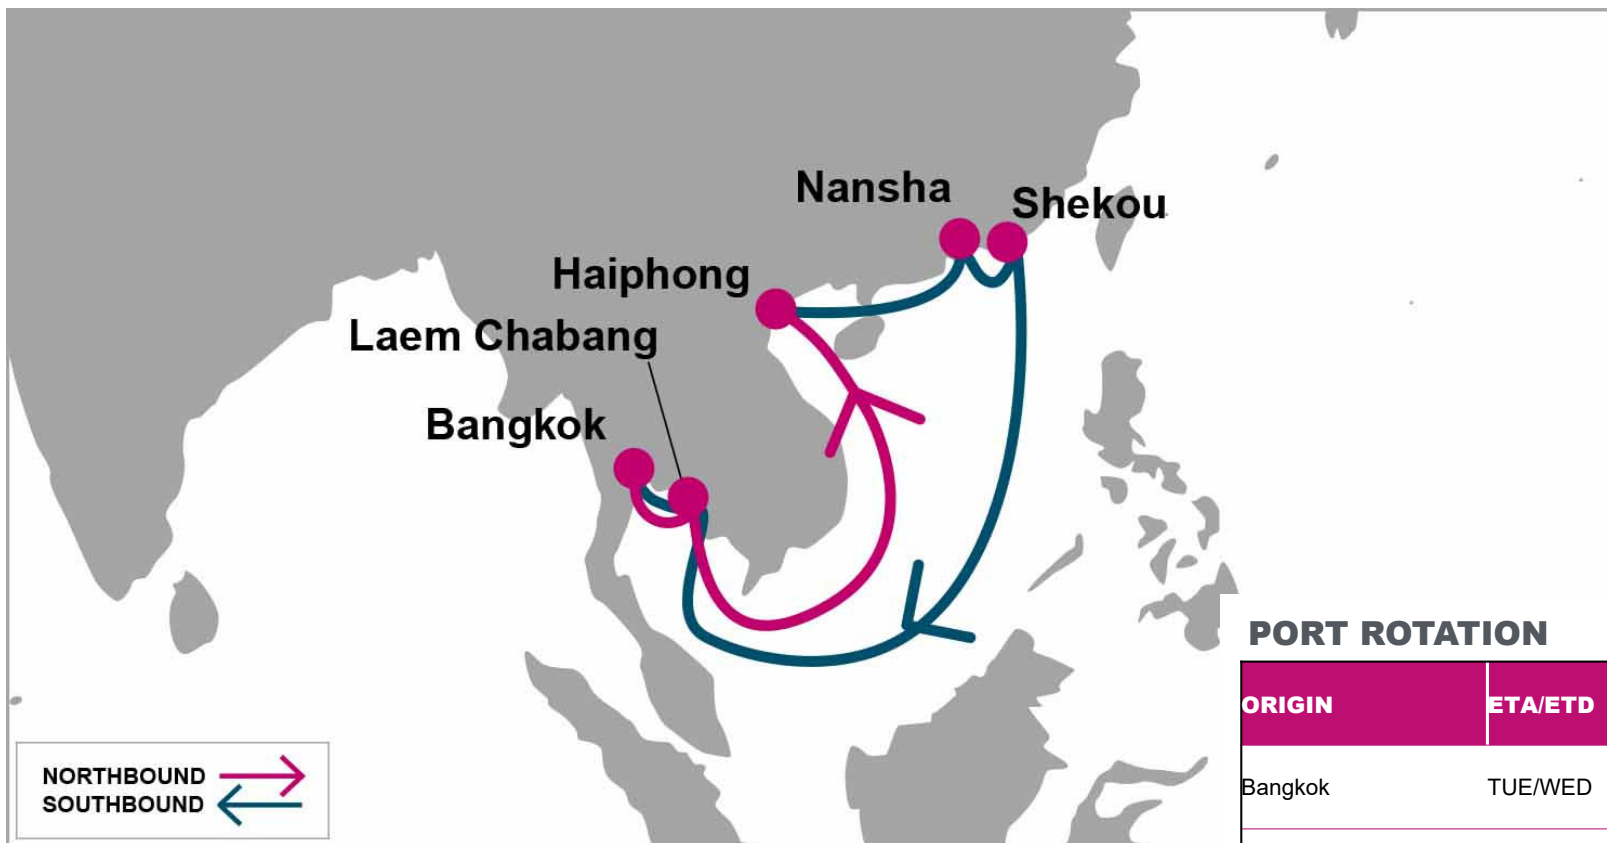 Nansha
Shekou
Haiphong
Laem Chabang
Bangkok
PORT ROTATION
ORIGIN ETA/ETD
Bangkok TUE/WED
NORTHBOUND
SOUTHBOUND